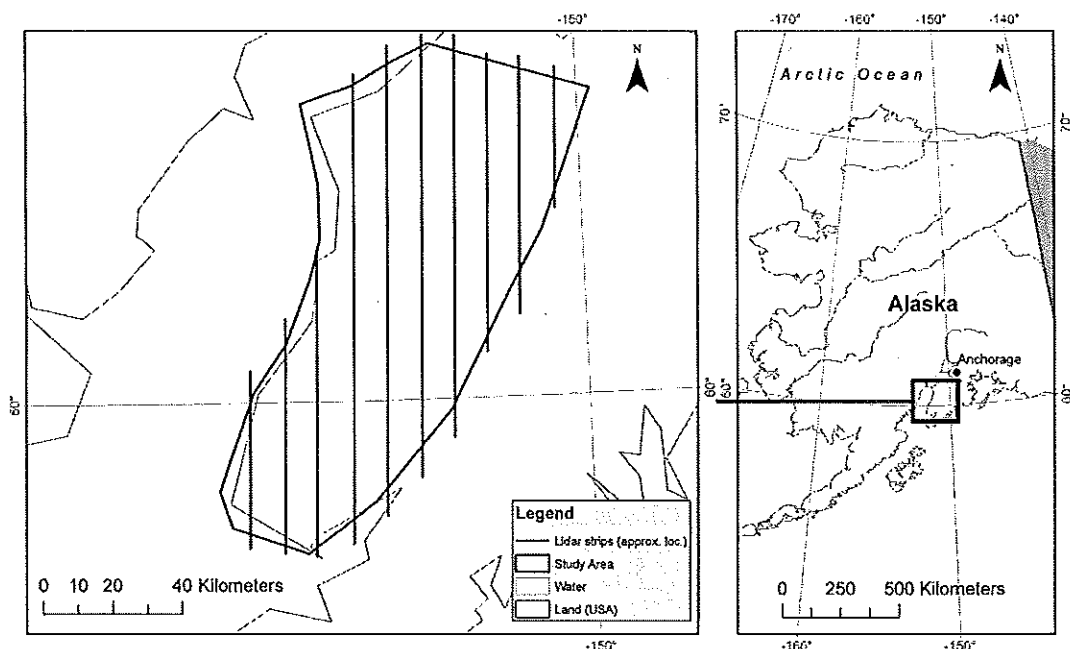 -150°
N
60°
0 10 20 40 Kilometers
Legend
Lidar strips (approx. loc.)
Study Area
Water
Land (USA)
-150°
-170° -160° -150° -140°
N
Arctic Ocean
70°
70°
Alaska
Anchorage
60°
60°
60°
0 250 500 Kilometers
-160° -150°